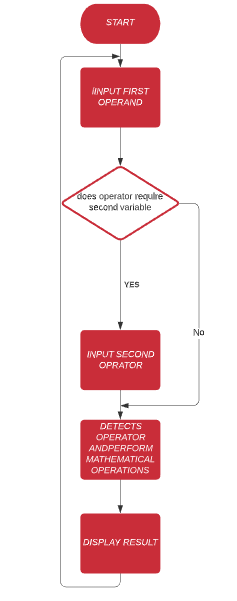 START
iINPUT FIRST
OPERAND
does operator require
second variable
YES
No
INPUT SECOND
OPRATOR
DETECTS
OPERATOR
ANDPERFORM
MATHEMATICAL
OPERATIONS
DISPLAY RESULT